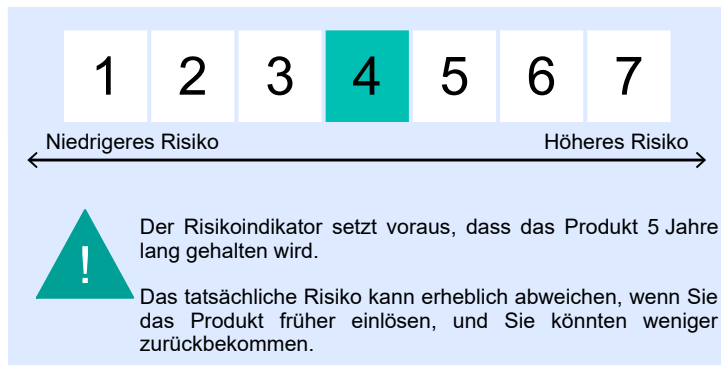 1 2 3 4 5 6 7
Niedrigeres Risiko Höheres Risiko
!
Der Risikoindikator setzt voraus, dass das Produkt 5 Jahre
lang gehalten wird.
Das tatsächliche Risiko kann erheblich abweichen, wenn Sie
das Produkt früher einlösen, und Sie könnten weniger
zurückbekommen.